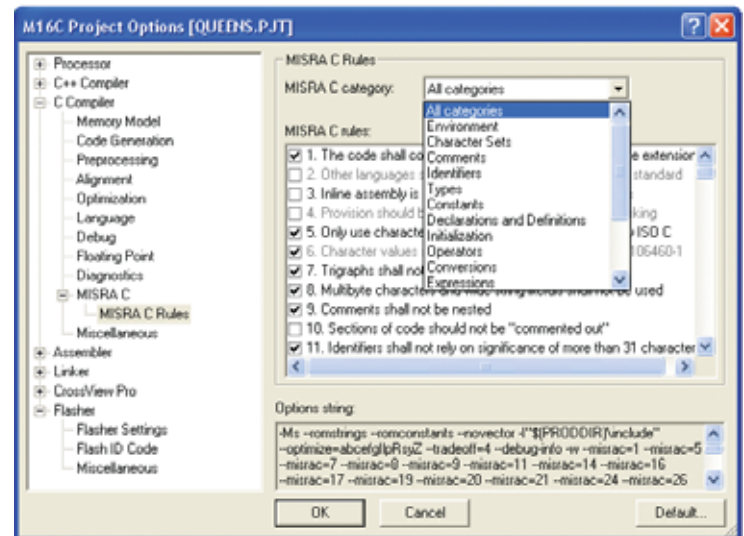 M16C Project Options [QUEENS.PJT]
Processor
C++ Compiler
C Compiler
Memory Model
Code Generation
Preprocessing
Alignment
Optimization
Language
Debug
Floating Point
Diagnostics
MISRA C
MISRA C Rules
Miscellaneous
Assembler
Linker
CrossView Pro
Flasher
Flasher Settings
Flash ID Code
Miscellaneous
MISRA C Rules
MISRA C category:
All categories
All categories
Environment
Character Sets
Comments
Identifiers
Types
Constants
Declarations and Definitions
Initialization
Operators
Conversions
Expressions
MISRA C rules:
1. The code shall co e extension
2. Other languages standard
3. Inline assembly is
4. Provision should b king
5. Only use characte ISO C
6. Character values 106460-1
7. Trigraphs shall no
8. Multibyte characters and shall not be used
9. Comments shall not be nested
10. Sections of code should not be "commented out"
11. Identifiers shall not rely on significance of more than 31 character
Options string:
-Ms --romstrings --romconstants --novector -I"$(PRODDIR)\include"
--tradeoff=4 --debug-info -w --misrac=1 --misrac=5
--misrac=7 --misrac=8 --misrac=9 --misrac=11 --misrac=14 --misrac=16
--misrac=17 --misrac=19 --misrac=20 --misrac=21 --misrac=24 --misrac=26
OK
Cancel
Default...